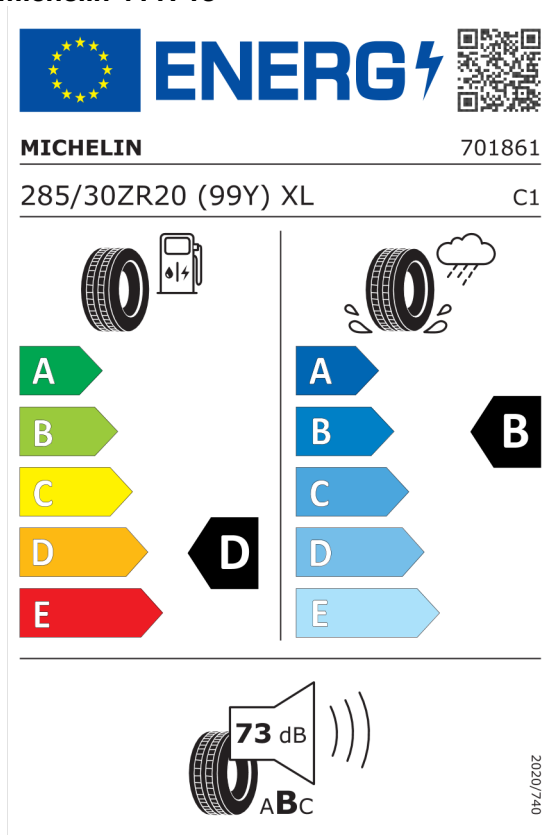 ENERG
MICHELIN
701861
285/30ZR20 (99Y) XL
C1
A
B
C
D
E
D
A
B
C
D
E
B
73 dB
ABC
2020/740